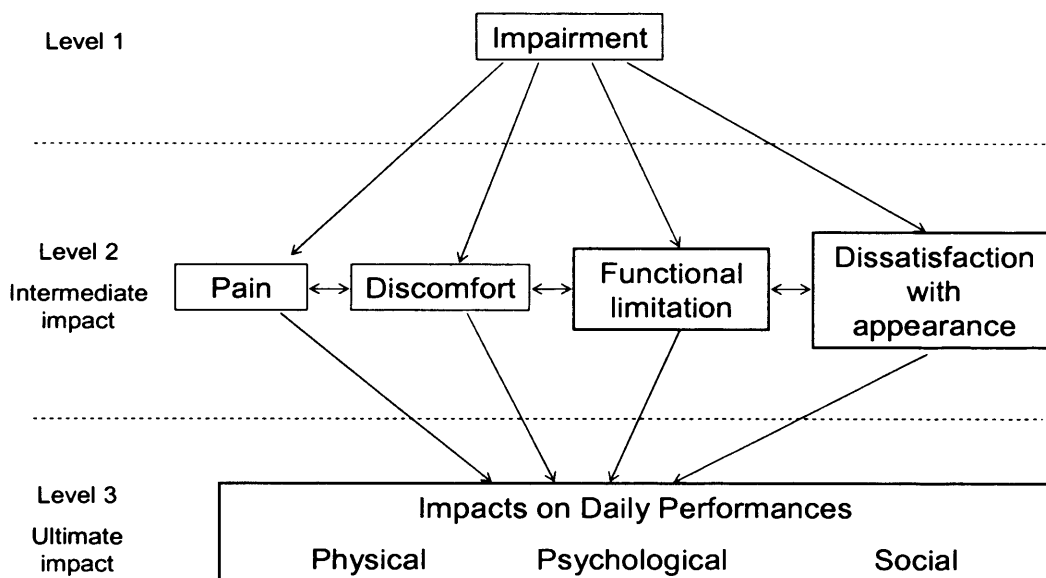 Level 1
Impairment
Level 2
Intermediate
impact
Pain
Discomfort
Functional
limitation
Dissatisfaction
with
appearance
Level 3
Ultimate
impact
Impacts on Daily Performances
Physical
Psychological
Social